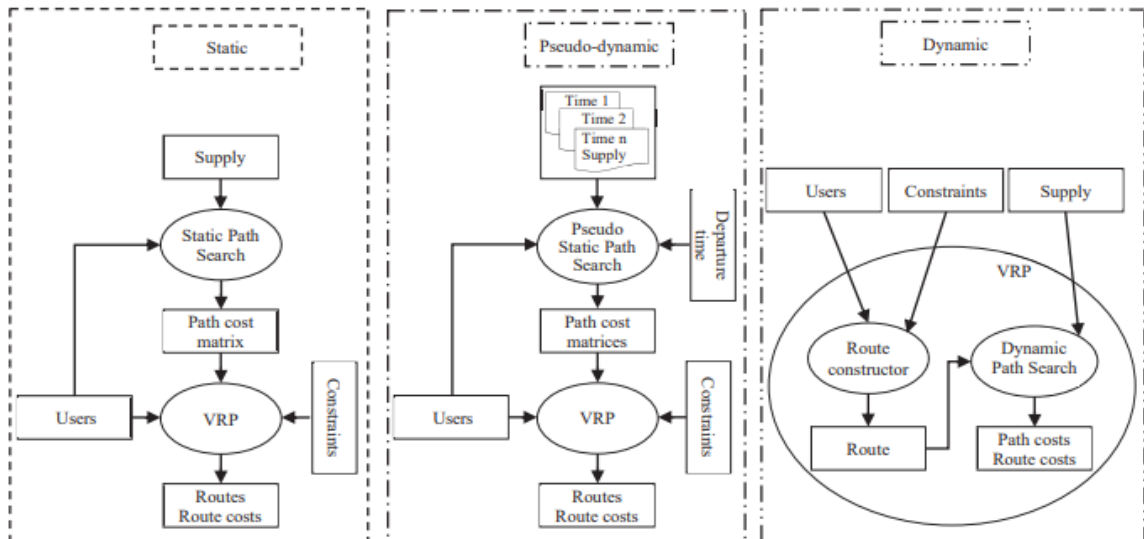 Static
Supply
Static Path
Search
Path cost
matrix
Users
VRP
Constraints
Routes
Route costs
Pseudo-dynamic
Time 1
Time 2
Time n
Supply
Departure
time
Pseudo
Static Path
Search
Path cost
matrices
Users
VRP
Constraints
Routes
Route costs
Dynamic
Users
Constraints
Supply
VRP
Route
constructor
Dynamic
Path Search
Route
Path costs
Route costs